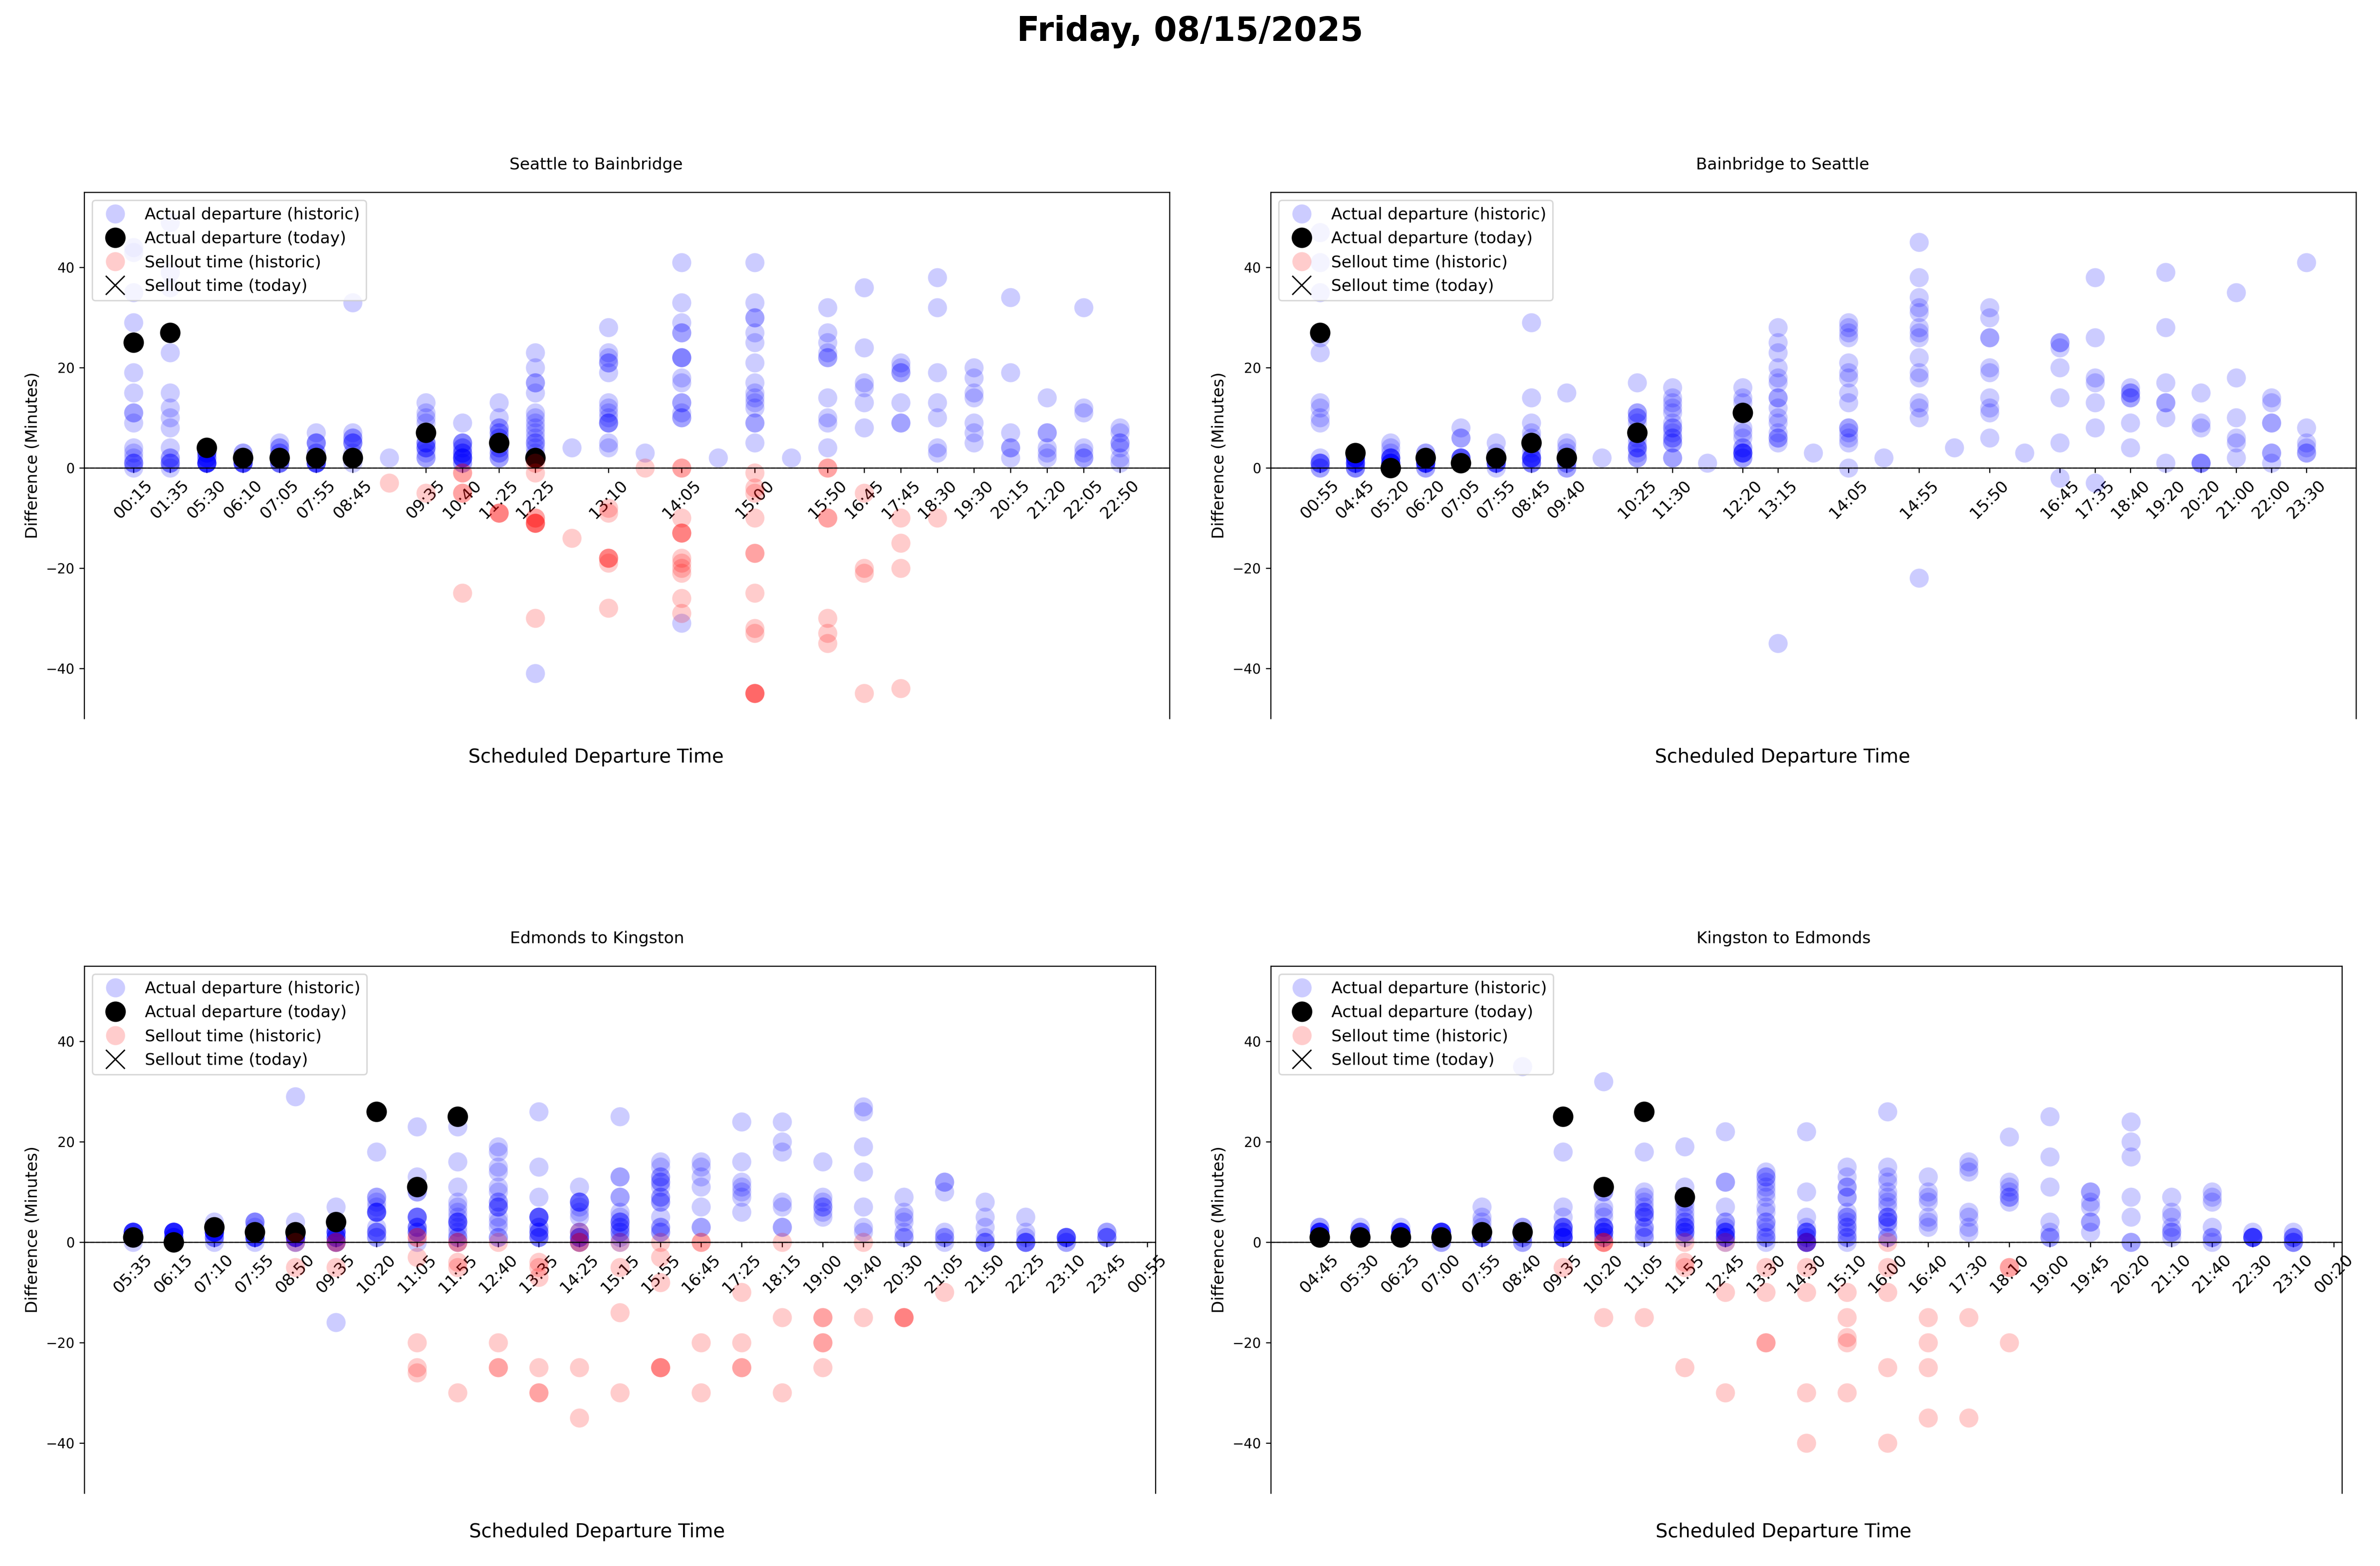 Friday, 08/15/2025
Seattle to Bainbridge
Actual departure (historic)
Actual departure (today)
Sellout time (historic)
Sellout time (today)
Difference (Minutes)
40
20
0
−20
−40
00:15 01:35 05:30 06:10 07:05 07:55 08:45 09:35 10:40 11:25 12:25 13:10 14:05 15:00 15:50 16:45 17:45 18:30 19:30 20:15 21:20 22:05 22:50
Scheduled Departure Time
Bainbridge to Seattle
Actual departure (historic)
Actual departure (today)
Sellout time (historic)
Sellout time (today)
Difference (Minutes)
40
20
0
−20
−40
00:55 04:45 05:20 06:20 07:05 07:55 08:45 09:40 10:25 11:30 12:20 13:15 14:05 14:55 15:50 16:45 17:35 18:40 19:20 20:20 21:00 22:00 23:30
Scheduled Departure Time
Edmonds to Kingston
Actual departure (historic)
Actual departure (today)
Sellout time (historic)
Sellout time (today)
Difference (Minutes)
40
20
0
−20
−40
05:35 06:15 07:10 07:55 08:50 09:35 10:20 11:05 11:55 12:40 13:35 14:25 15:15 15:55 16:45 17:25 18:15 19:00 19:40 20:30 21:05 21:50 22:25 23:10 23:45 00:55
Scheduled Departure Time
Kingston to Edmonds
Actual departure (historic)
Actual departure (today)
Sellout time (historic)
Sellout time (today)
Difference (Minutes)
40
20
0
−20
−40
04:45 05:30 06:25 07:00 07:55 08:40 09:35 10:20 11:05 11:55 12:45 13:30 14:30 15:10 16:00 16:40 17:30 18:10 19:00 19:45 20:20 21:10 21:40 22:30 23:10 00:20
Scheduled Departure Time